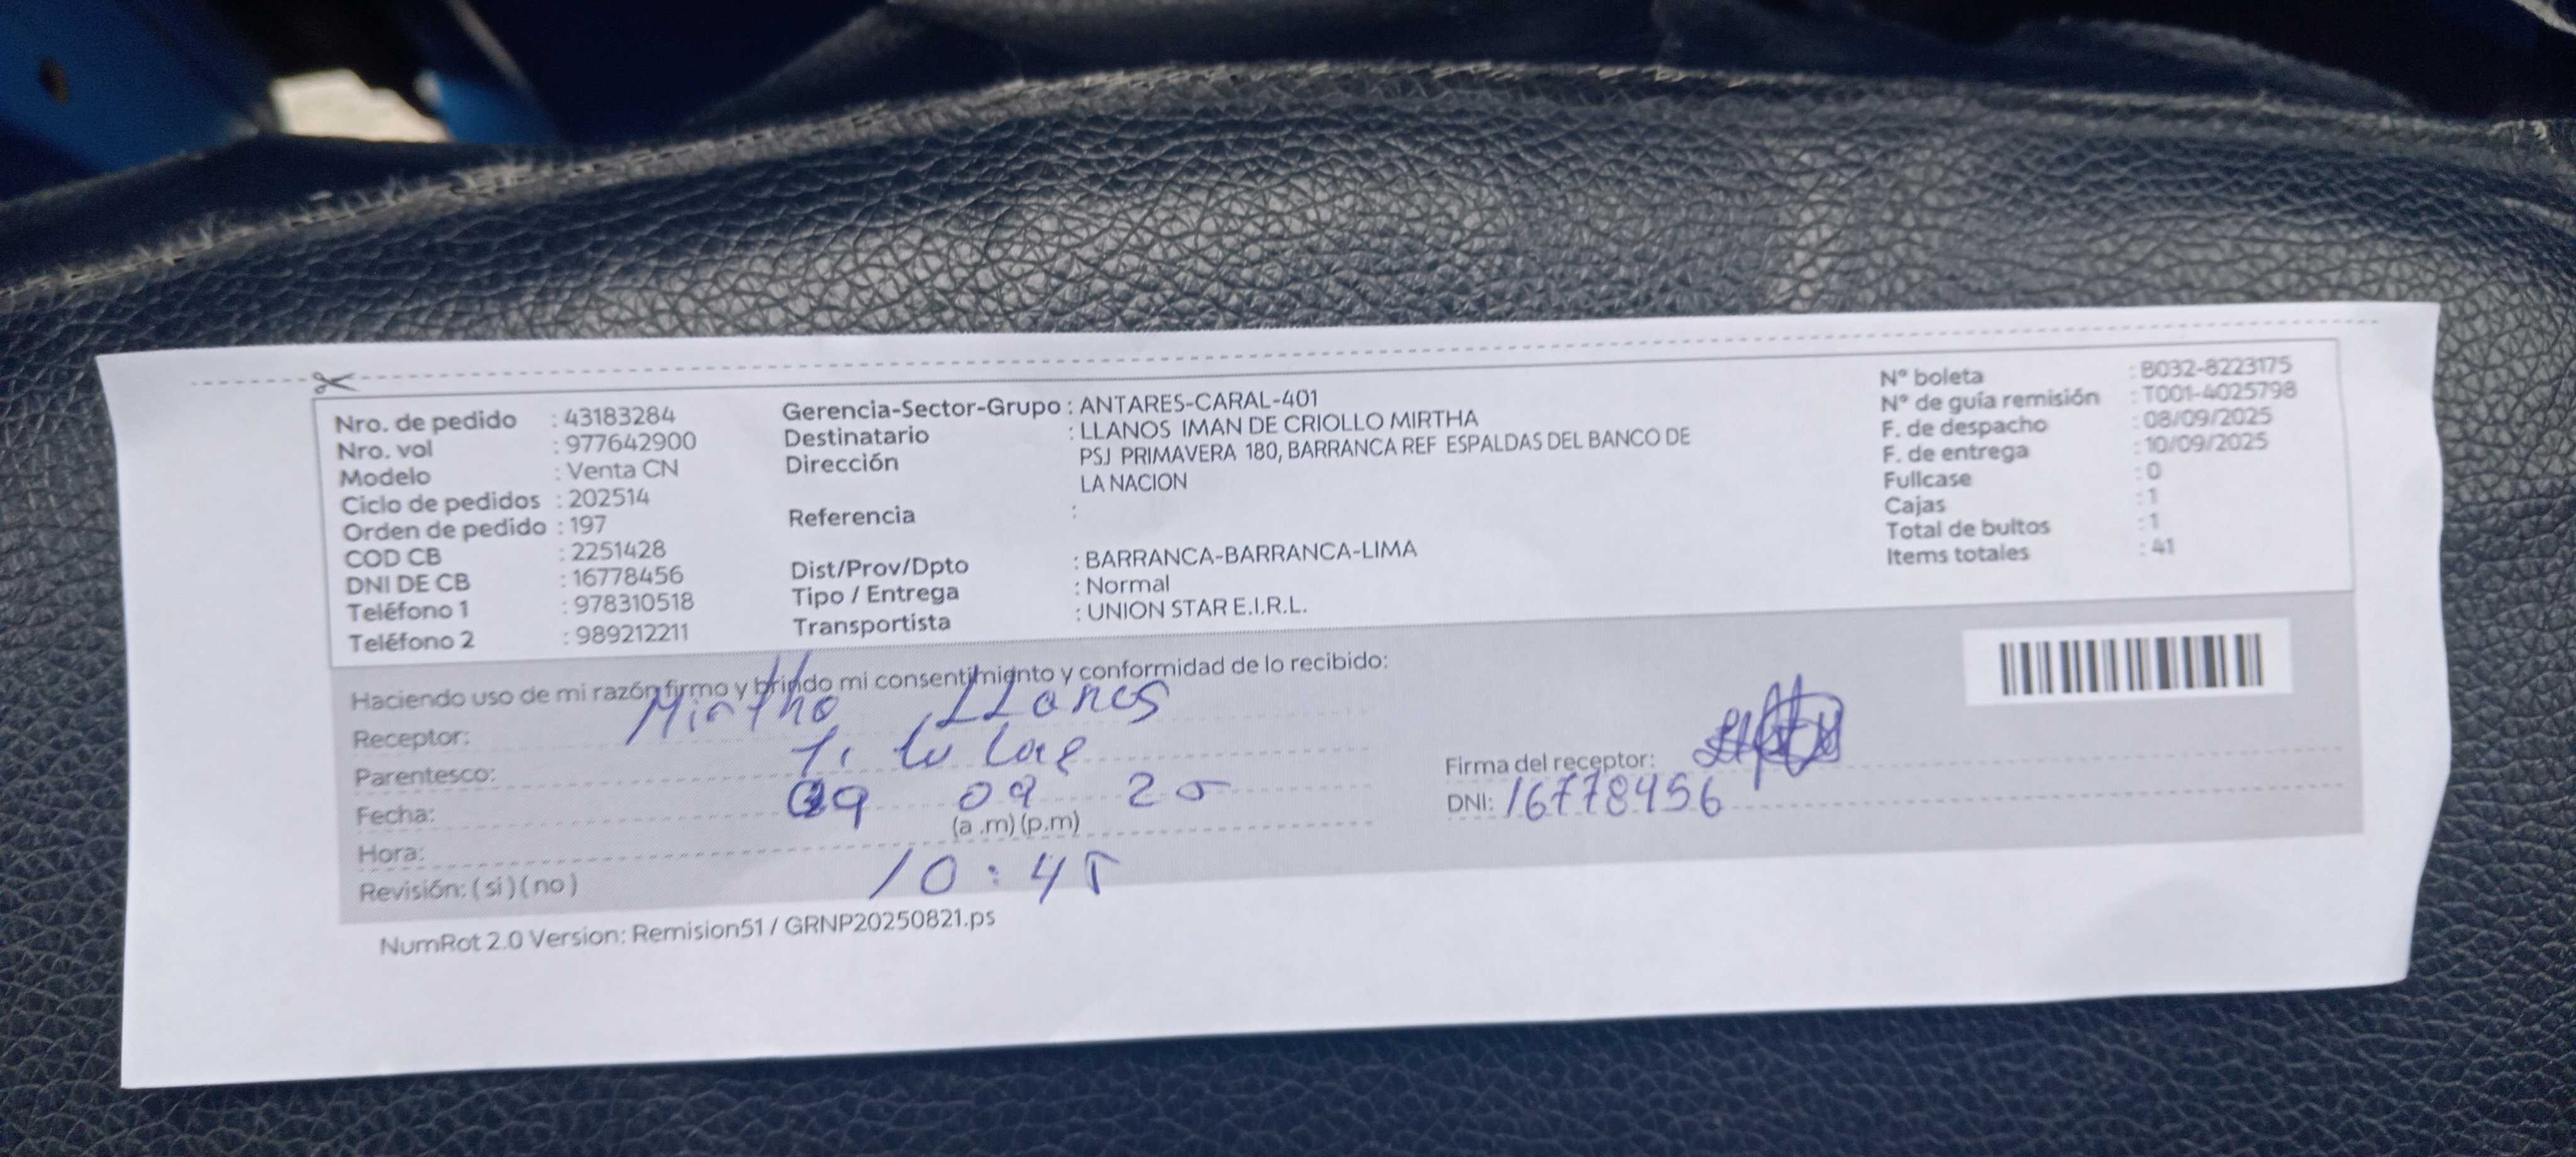 Nro. de pedido : 43183284
Nro. vol : 977642900
Modelo : Venta CN
Ciclo de pedidos : 202514
Orden de pedido : 197
COD CB : 2251428
DNI DE CB : 16778456
Teléfono 1 : 978310518
Teléfono 2 : 989212211
Gerencia-Sector-Grupo : ANTARES-CARAL-401
Destinatario : LLANOS IMAN DE CRIOLLO MIRTHA
Dirección PSJ PRIMAVERA 180, BARRANCA REF ESPALDAS DEL BANCO DE
LA NACION
Referencia :
Dist/Prov/Dpto : BARRANCA-BARRANCA-LIMA
Tipo / Entrega : Normal
Transportista : UNION STAR E.I.R.L.
N° boleta : B032-8223175
N° de guía remisión : T001-4025798
F. de despacho : 08/09/2025
F. de entrega : 10/09/2025
Fullcase : 0
Cajas : 1
Total de bultos : 1
Items totales : 41
Haciendo uso de mi razón firmo y brindo mi consentimiento y conformidad de lo recibido:
Receptor: Mirtha LLanos
Parentesco: Titular
Fecha: 09 09 25
(a .m) (p.m)
Hora: 10:45
Revisión: ( si ) ( no )
Firma del receptor:
DNI: 16778456
NumRot 2.0 Version: Remision51 / GRNP20250821.ps